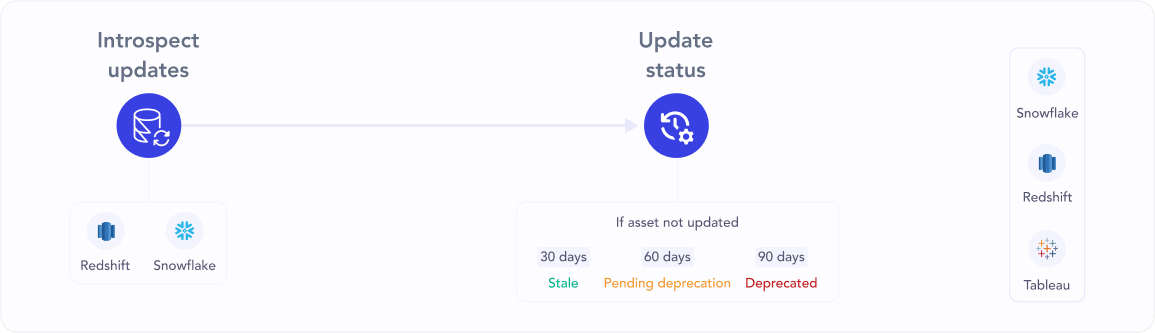 Introspect
updates
Redshift
Snowflake
Update
status
If asset not updated
30 days
60 days
90 days
Stale
Pending deprecation
Deprecated
Snowflake
Redshift
Tableau